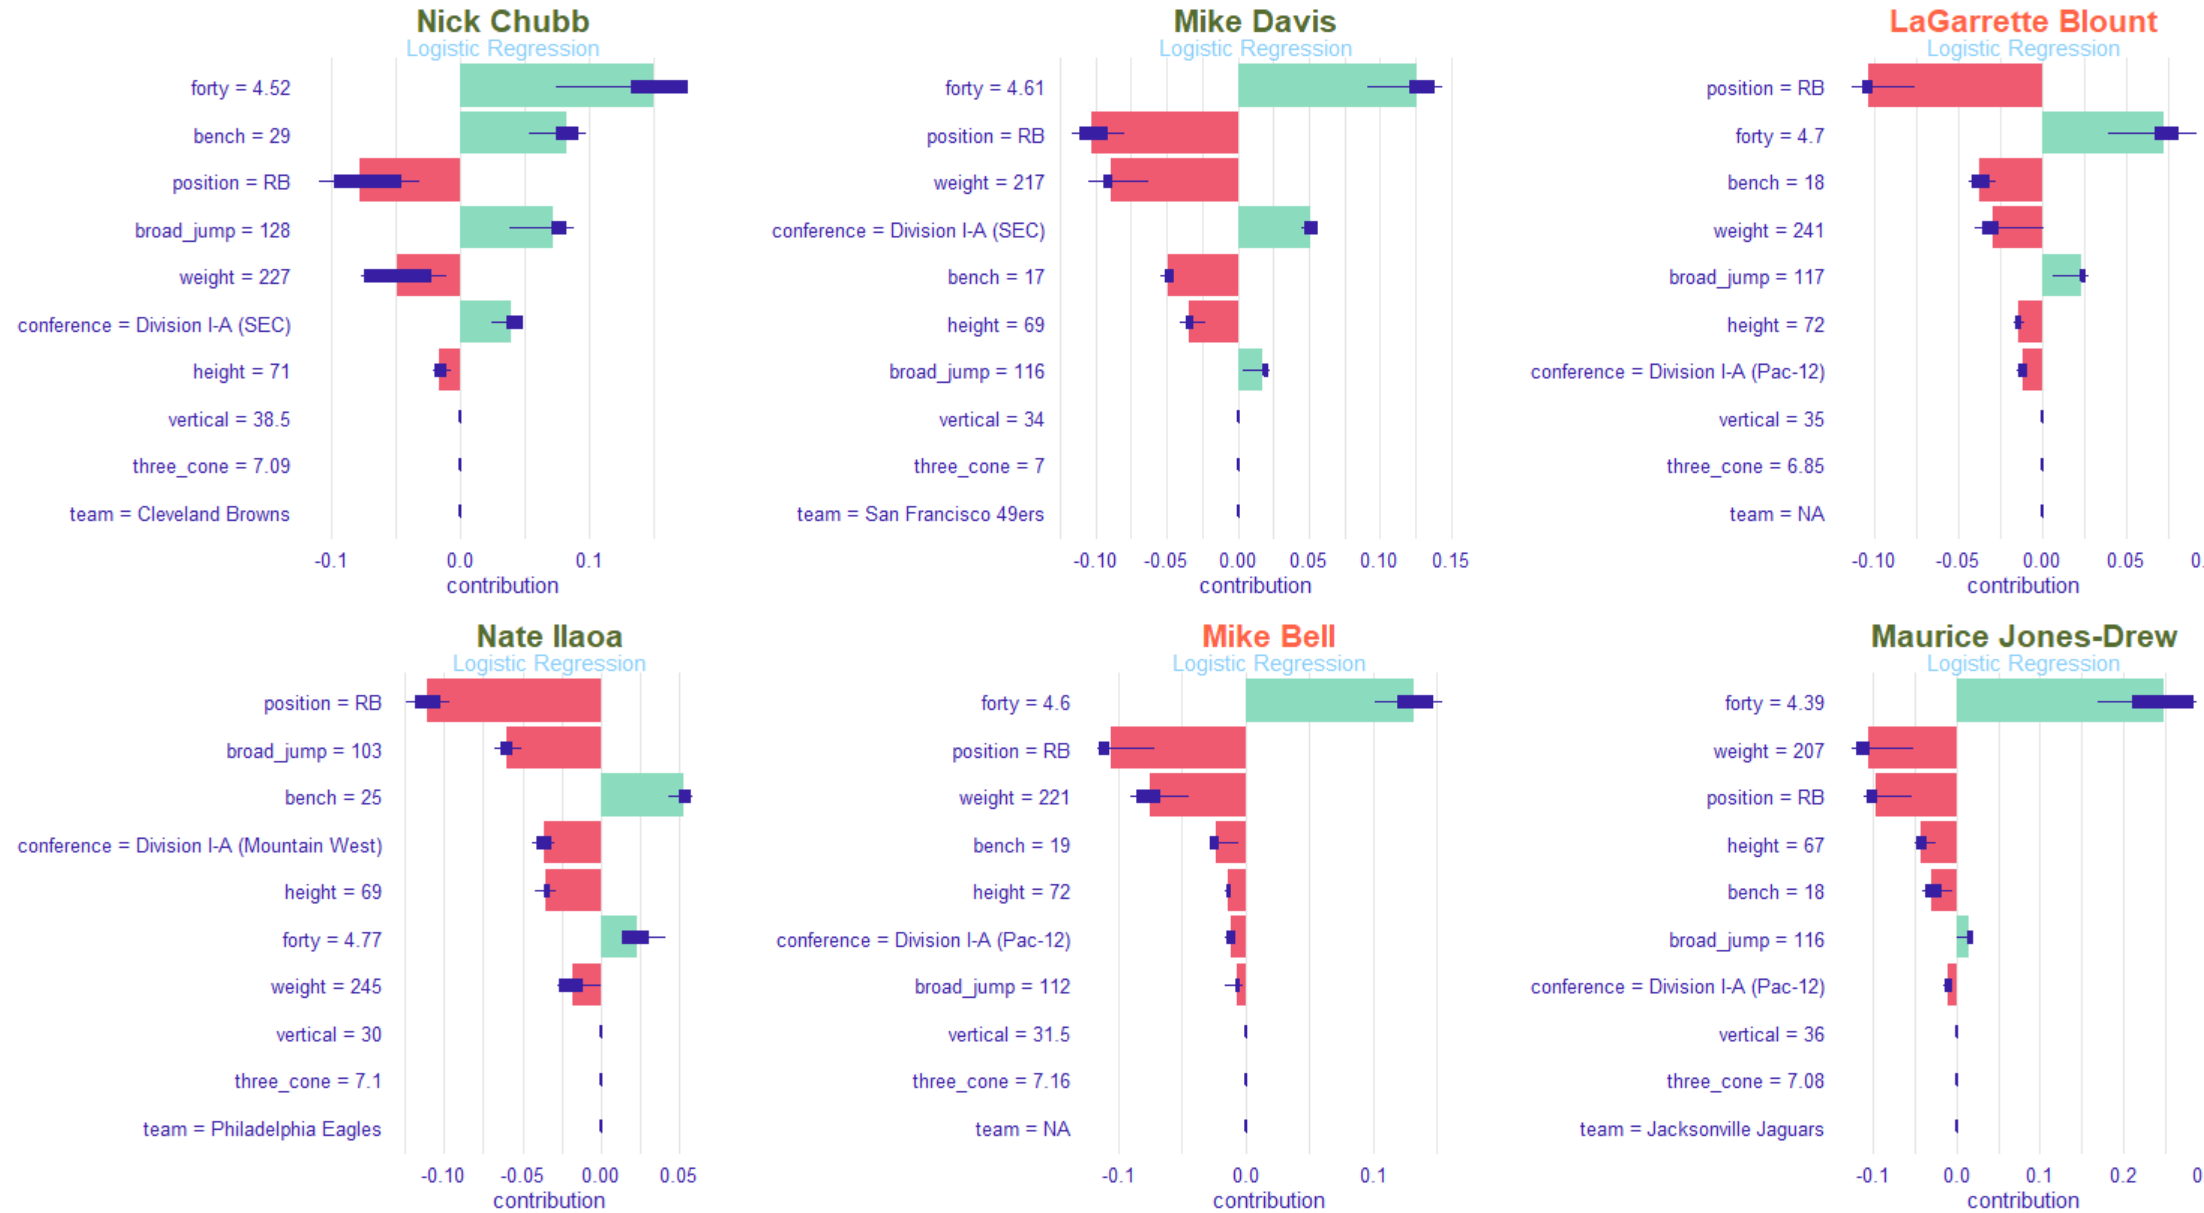 Nick Chubb
Logistic Regression
forty = 4.52
bench = 29
position = RB
broad_jump = 128
weight = 227
conference = Division I-A (SEC)
height = 71
vertical = 38.5
three_cone = 7.09
team = Cleveland Browns
-0.1 0.0 0.1
contribution
Mike Davis
Logistic Regression
forty = 4.61
position = RB
weight = 217
conference = Division I-A (SEC)
bench = 17
height = 69
broad_jump = 116
vertical = 34
three_cone = 7
team = San Francisco 49ers
-0.10 -0.05 0.00 0.05 0.10 0.15
contribution
LaGarrette Blount
Logistic Regression
position = RB
forty = 4.7
bench = 18
weight = 241
broad_jump = 117
height = 72
conference = Division I-A (Pac-12)
vertical = 35
three_cone = 6.85
team = NA
-0.10 -0.05 0.00 0.05 0.
contribution
Nate Ilaoa
Logistic Regression
position = RB
broad_jump = 103
bench = 25
conference = Division I-A (Mountain West)
height = 69
forty = 4.77
weight = 245
vertical = 30
three_cone = 7.1
team = Philadelphia Eagles
-0.10 -0.05 0.00 0.05
contribution
Mike Bell
Logistic Regression
forty = 4.6
position = RB
weight = 221
bench = 19
height = 72
conference = Division I-A (Pac-12)
broad_jump = 112
vertical = 31.5
three_cone = 7.16
team = NA
-0.1 0.0 0.1
contribution
Maurice Jones-Drew
Logistic Regression
forty = 4.39
weight = 207
position = RB
height = 67
bench = 18
broad_jump = 116
conference = Division I-A (Pac-12)
vertical = 36
three_cone = 7.08
team = Jacksonville Jaguars
-0.1 0.0 0.1 0.2 0
contribution